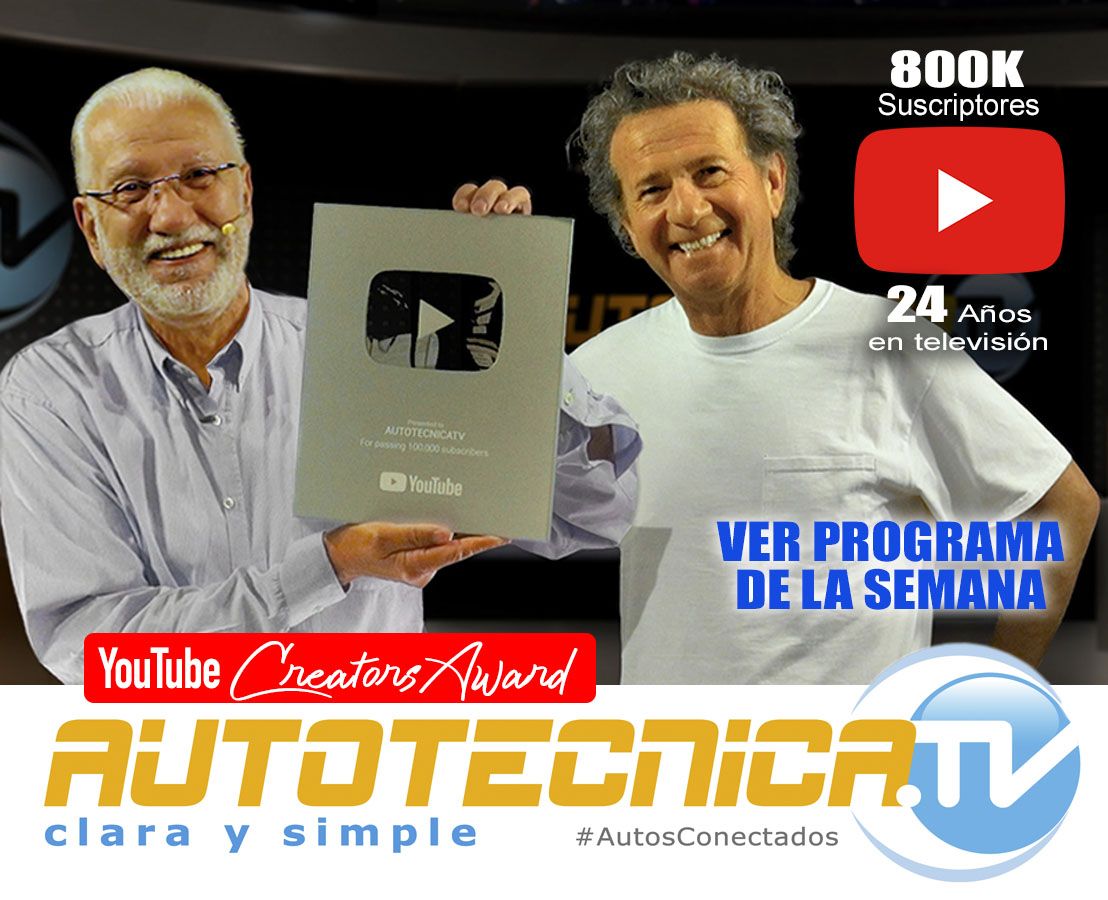 800K
Suscriptores
24 Años
en televisión
Presented to
AUTOTECNICATV
For passing 100,000 subscribers
YouTube
VER PROGRAMA
DE LA SEMANA
YouTube Creators Award
AUTOTECNICA.TV
clara y simple
#AutosConectados